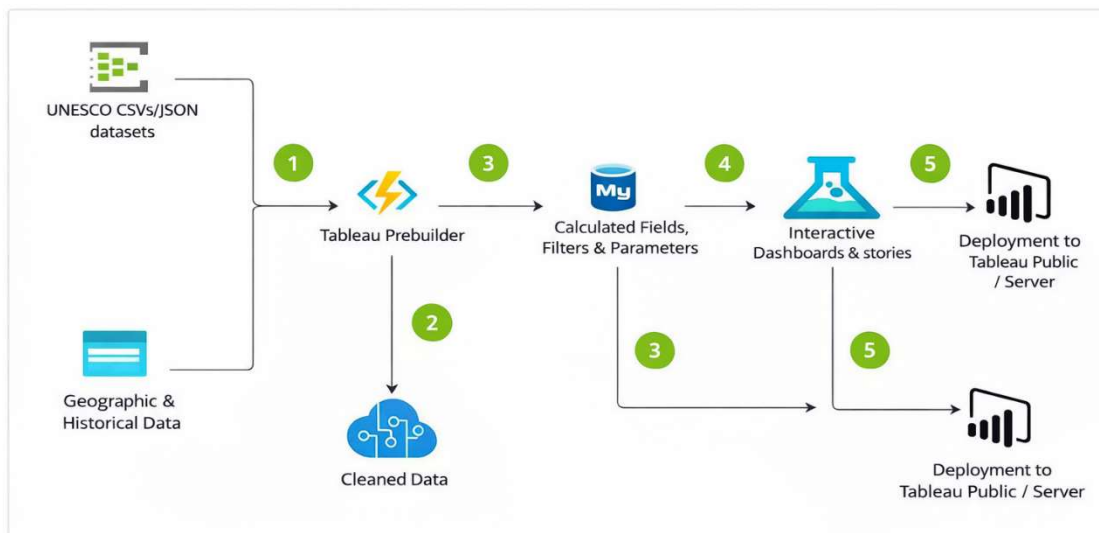 UNESCO CSVs/JSON
datasets
1
3
4
5
Tableau Prebuilder
My
Calculated Fields,
Filters & Parameters
Interactive
Dashboards & stories
Deployment to
Tableau Public
/ Server
2
3
5
Geographic &
Historical Data
Cleaned Data
Deployment to
Tableau Public / Server